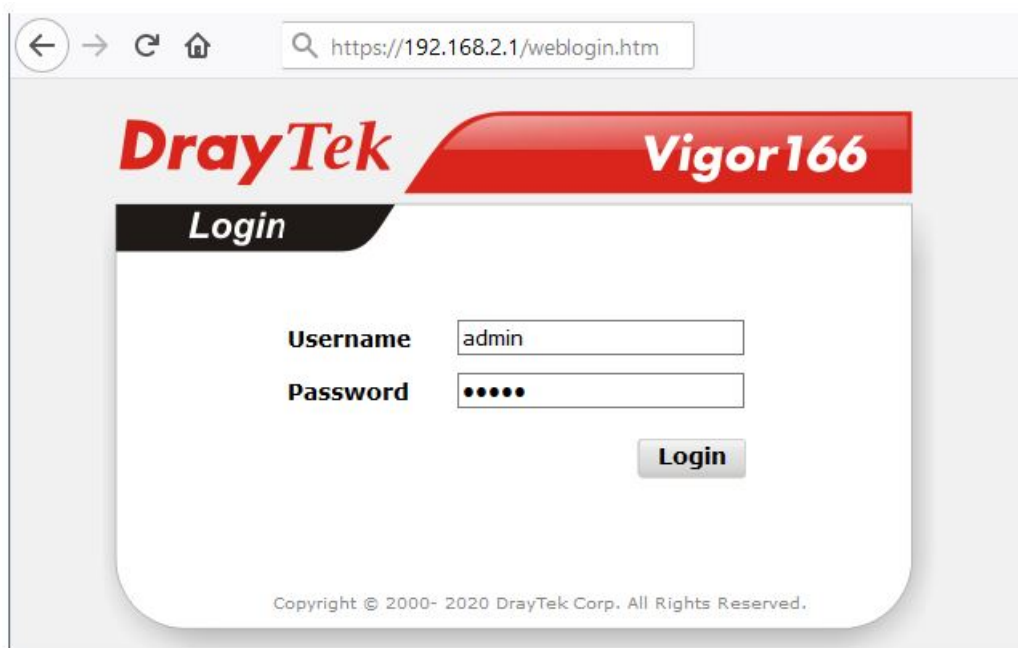 https://192.168.2.1/weblogin.htm
DrayTek Vigor166
Login
Username admin
Password •••••
Login
Copyright © 2000- 2020 DrayTek Corp. All Rights Reserved.